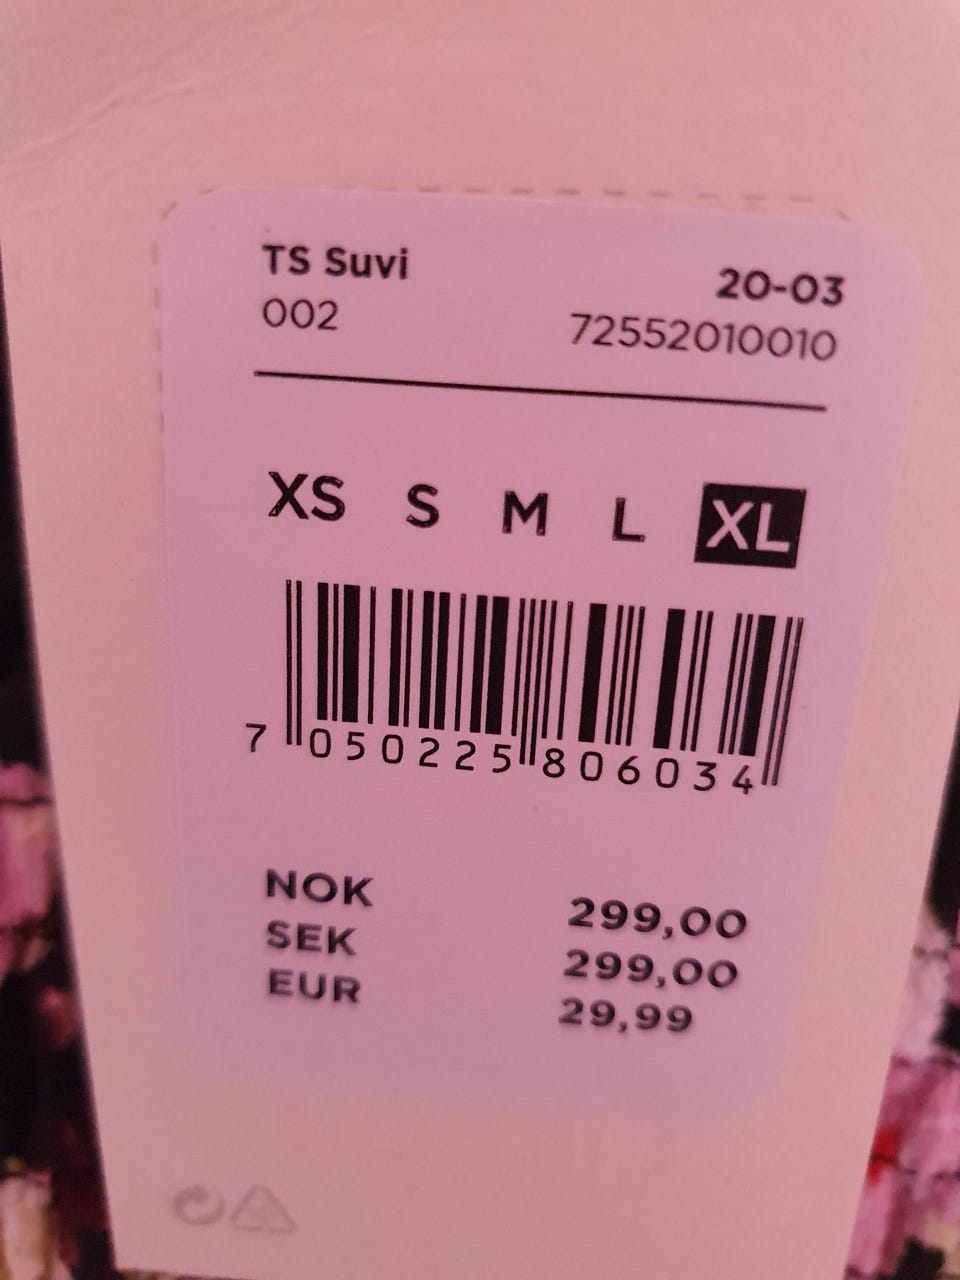 TS Suvi 20-03
002 72552010010
XS S M L XL
7 050225 806034
NOK 299,00
SEK 299,00
EUR 29,99